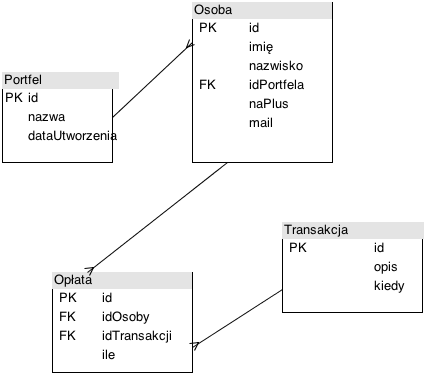 Osoba
PK id
imię
nazwisko
FK idPortfela
naPlus
mail
Portfel
PK id
nazwa
dataUtworzenia
Transakcja
PK id
opis
kiedy
Opłata
PK id
FK idOsoby
FK idTransakcji
ile